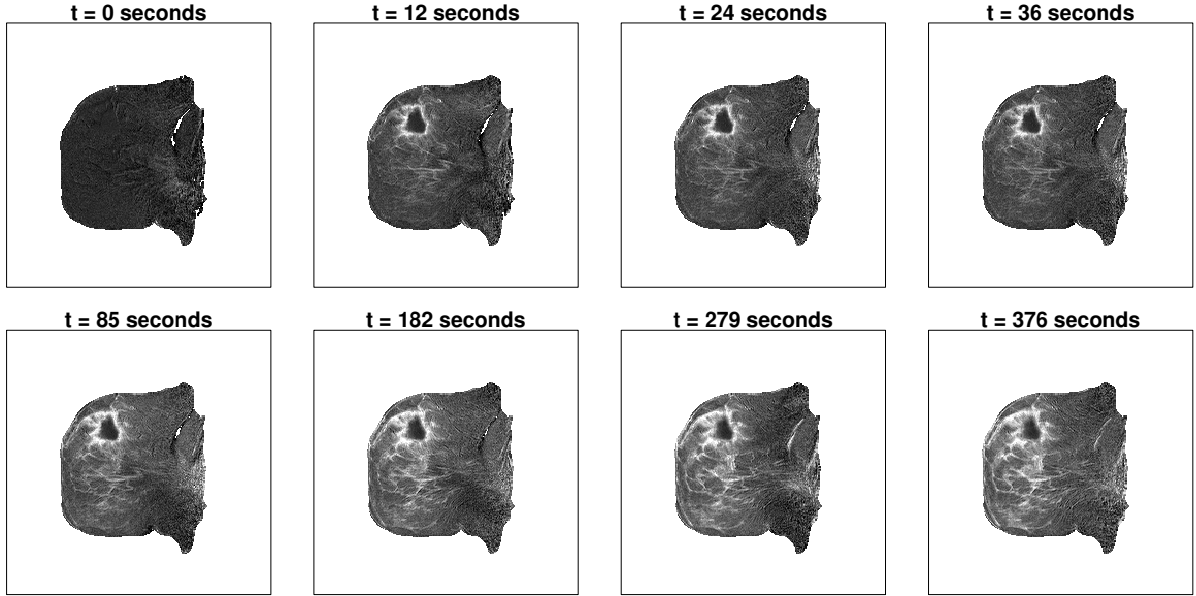 t = 0 seconds
t = 12 seconds
t = 24 seconds
t = 36 seconds
t = 85 seconds
t = 182 seconds
t = 279 seconds
t = 376 seconds